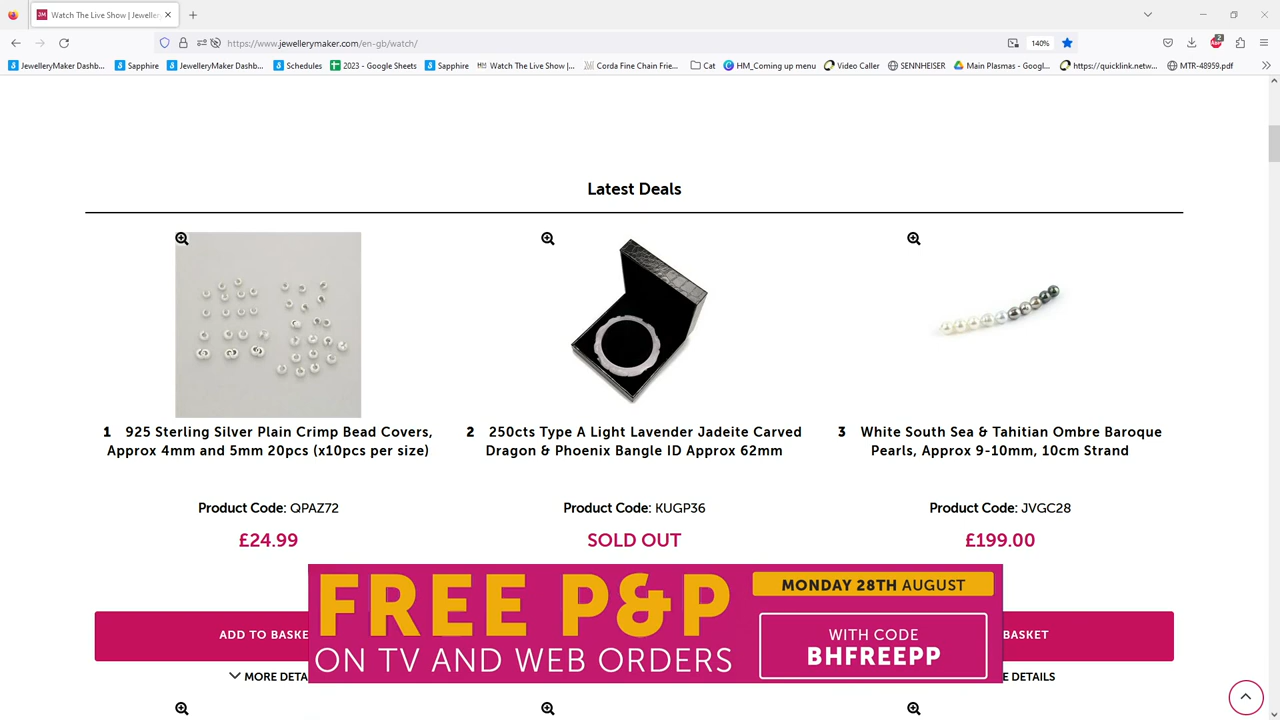 JM Watch The Live Show | Jeweller
https://www.jewellerymaker.com/en-gb/watch/
140%
2
ABP
JewelleryMaker Dashb...
Sapphire
JewelleryMaker Dashb...
Schedules
2023 - Google Sheets
Sapphire
Watch The Live Show |...
Corda Fine Chain Frie...
Cat
HM_Coming up menu
Video Caller
SENNHEISER
Main Plasmas - Googl...
https://quicklink.netw...
MTR-48959.pdf
Latest Deals
1 925 Sterling Silver Plain Crimp Bead Covers,
Approx 4mm and 5mm 20pcs (x10pcs per size)
Product Code: QPAZ72
£24.99
ADD TO BASKE
MORE DETA
2 250cts Type A Light Lavender Jadeite Carved
Dragon & Phoenix Bangle ID Approx 62mm
Product Code: KUGP36
SOLD OUT
3 White South Sea & Tahitian Ombre Baroque
Pearls, Approx 9-10mm, 10cm Strand
Product Code: JVGC28
£199.00
BASKET
E DETAILS
FREE P&P
ON TV AND WEB ORDERS
MONDAY 28TH AUGUST
WITH CODE
BHFREEPP